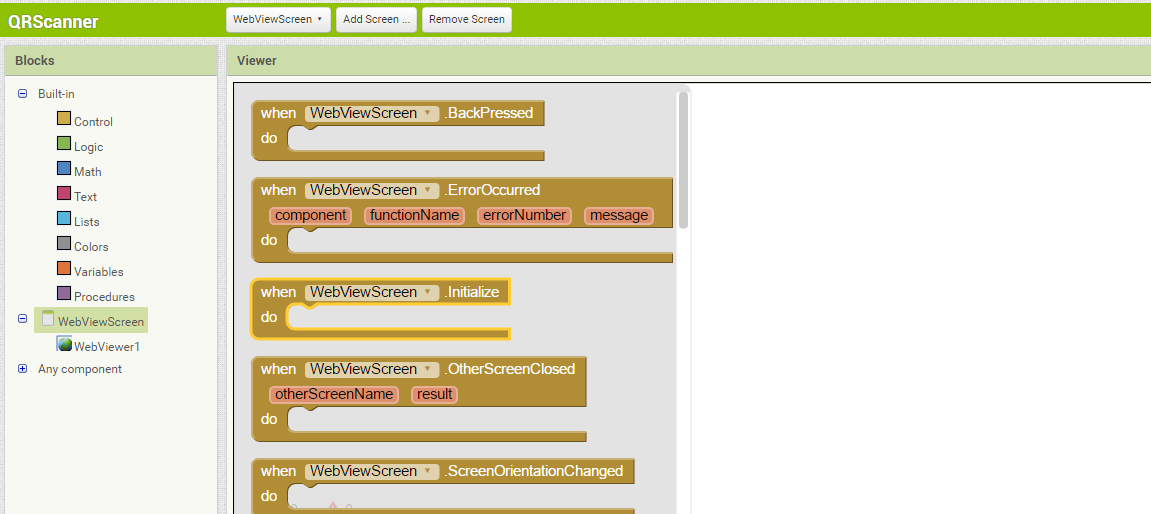 QRScanner
WebViewScreen
Add Screen ...
Remove Screen
Blocks
Built-in
Control
Logic
Math
Text
Lists
Colors
Variables
Procedures
WebViewScreen
WebViewer1
Any component
Viewer
when WebViewScreen .BackPressed
do
when WebViewScreen .ErrorOccurred
component functionName errorNumber message
do
when WebViewScreen .Initialize
do
when WebViewScreen .OtherScreenClosed
otherScreenName result
do
when WebViewScreen .ScreenOrientationChanged
do